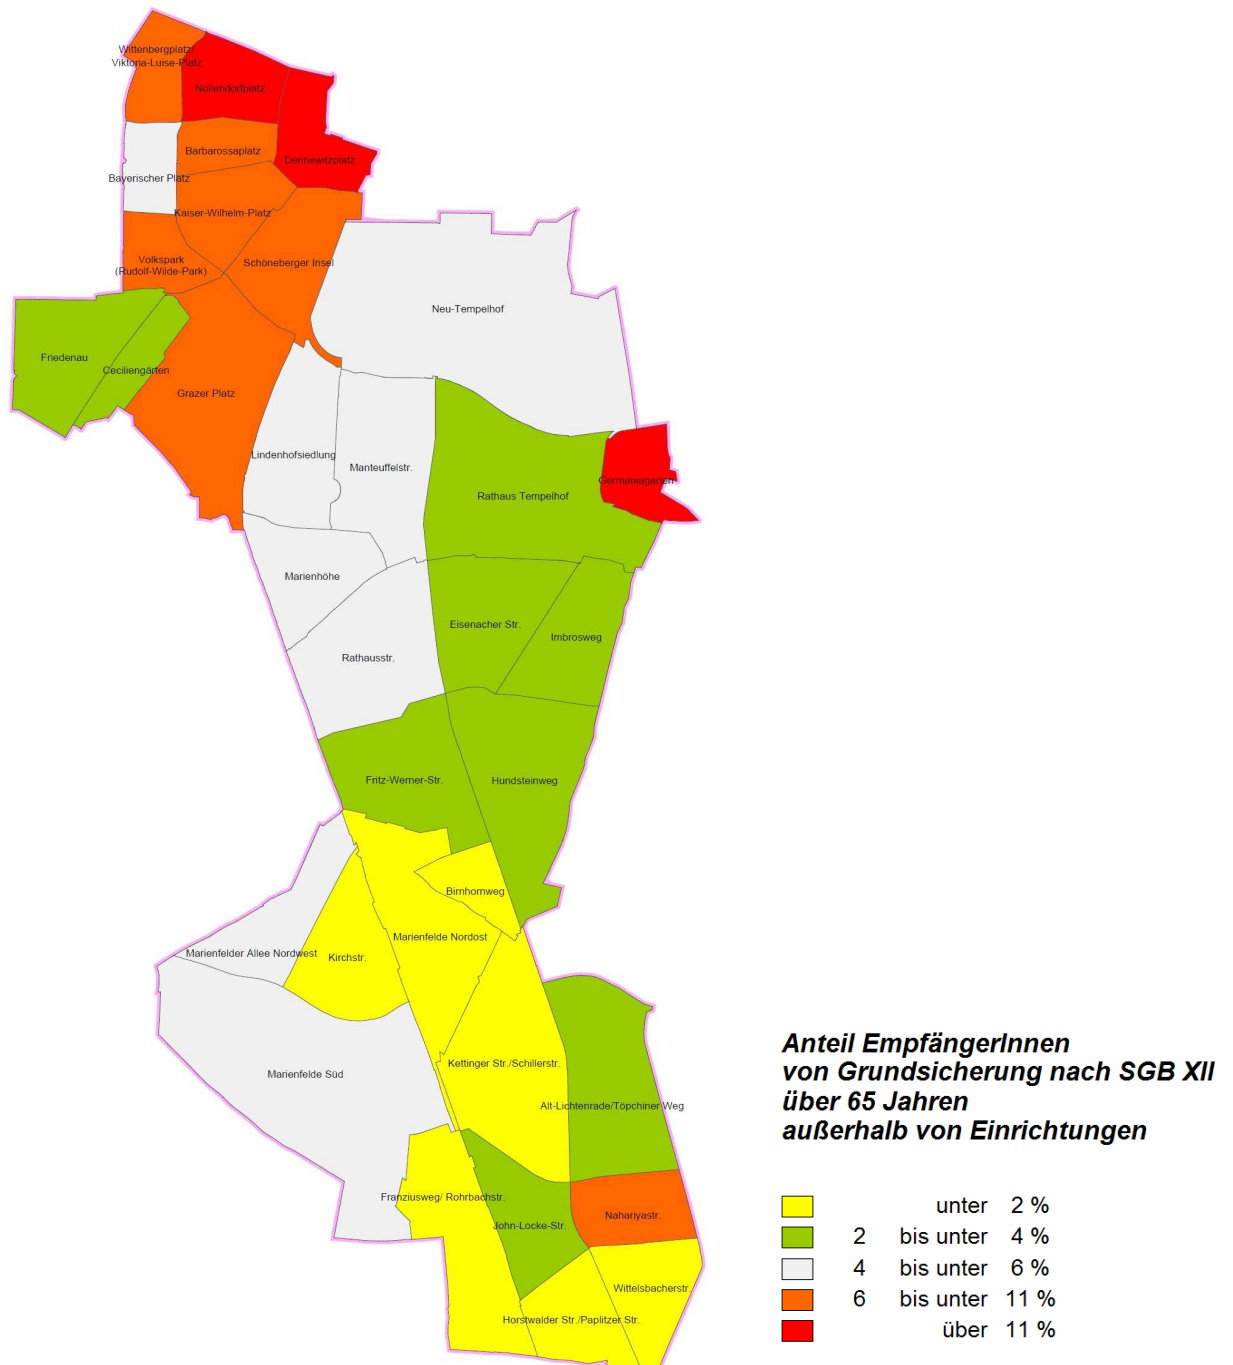 Wittenbergplatz/
Viktoria-Luise-Platz
Nollendorfplatz
Barbarossaplatz
Dennewitzplatz
Bayerischer Platz
Kaiser-Wilhelm-Platz
Volkspark
(Rudolf-Wilde-Park)
Schöneberger Insel
Neu-Tempelhof
Friedenau
Ceciliengärten
Grazer Platz
Lindenhofsiedlung
Manteuffelstr.
Germaniagarten
Rathaus Tempelhof
Marienhöhe
Eisenacher Str.
Imbrosweg
Rathausstr.
Fritz-Werner-Str.
Hundsteinweg
Birnhornweg
Marienfelde Nordost
Marienfelder Allee Nordwest
Kirchstr.
Kettinger Str./Schillerstr.
Marienfelde Süd
Alt-Lichtenrade/Töpchiner Weg
Franziusweg/ Rohrbachstr.
John-Locke-Str.
Nahariyastr.
Wittelsbacherstr.
Horstwalder Str./Paplitzer Str.
Anteil EmpfängerInnen
von Grundsicherung nach SGB XII
über 65 Jahren
außerhalb von Einrichtungen
unter 2 %
2 bis unter 4 %
4 bis unter 6 %
6 bis unter 11 %
über 11 %